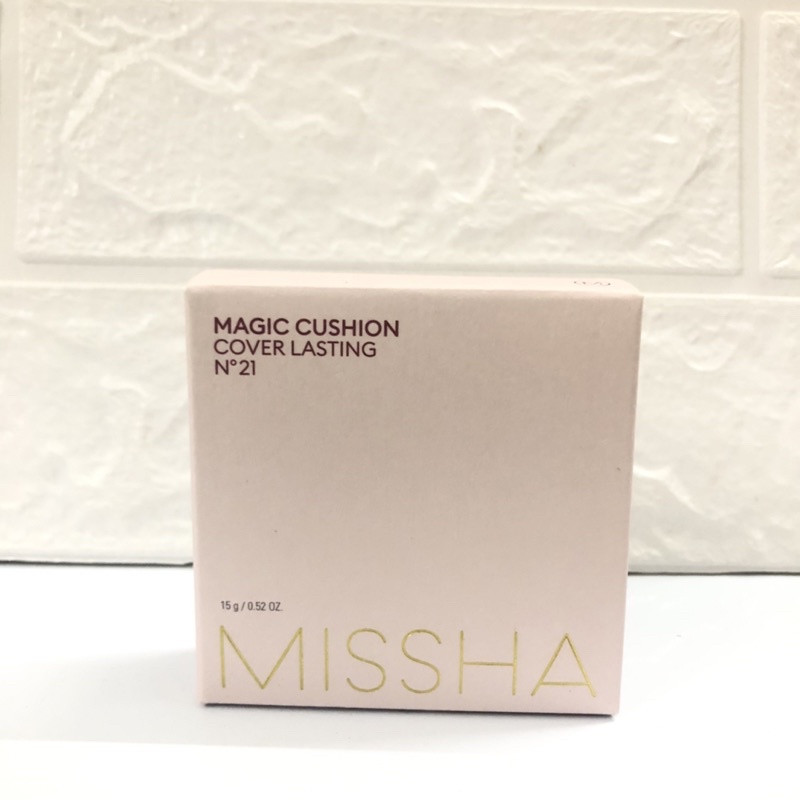 MAGIC CUSHION
COVER LASTING
N°21
15 g / 0.52 OZ.
MISSHA